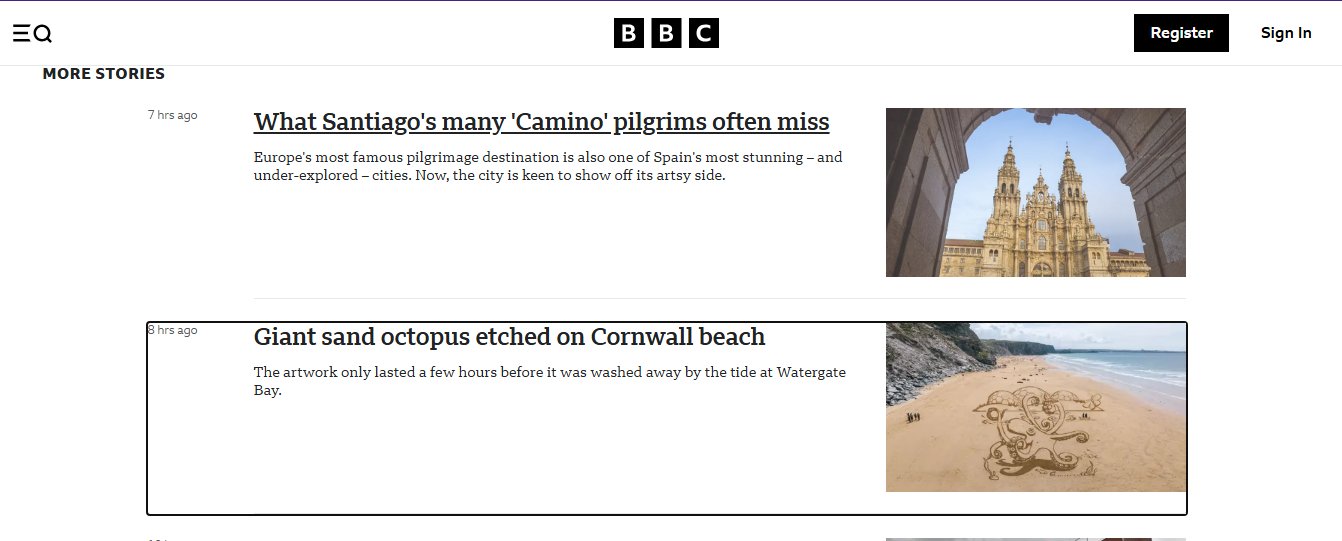 BBC
Register
Sign In
MORE STORIES
7 hrs ago
What Santiago's many 'Camino' pilgrims often miss
Europe's most famous pilgrimage destination is also one of Spain's most stunning – and
under-explored – cities. Now, the city is keen to show off its artsy side.
8 hrs ago
Giant sand octopus etched on Cornwall beach
The artwork only lasted a few hours before it was washed away by the tide at Watergate
Bay.